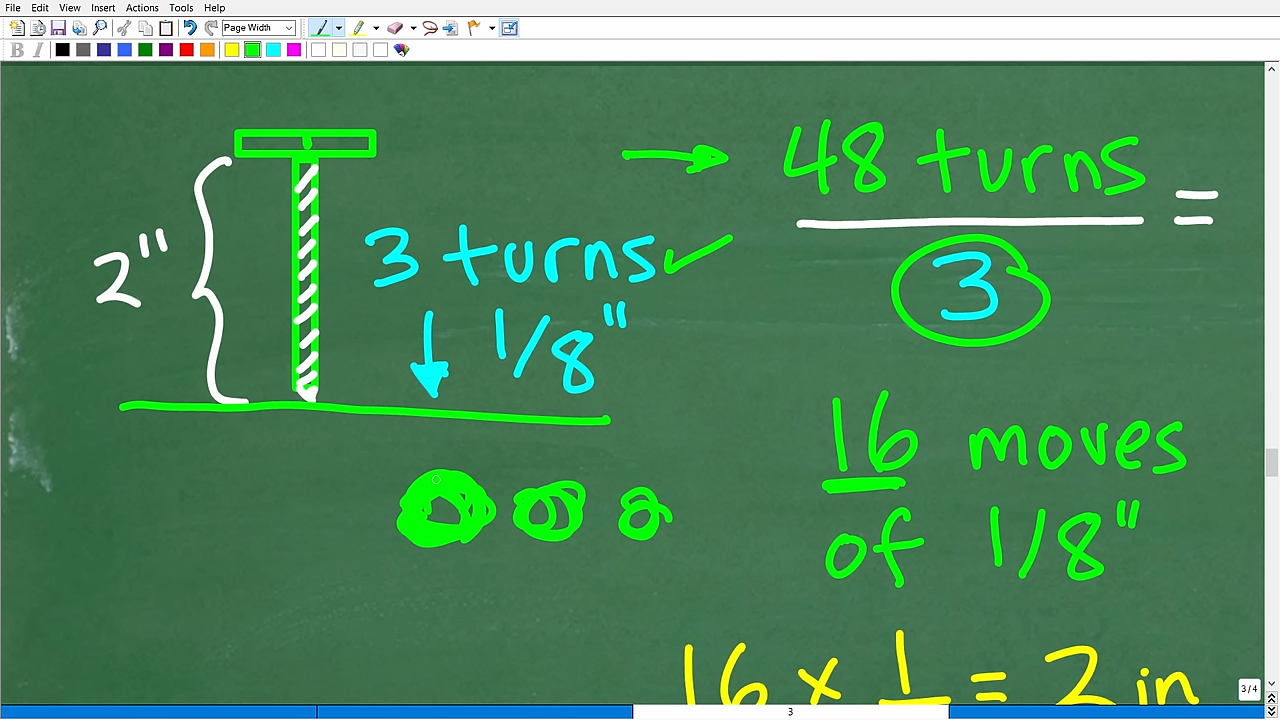 File Edit View Insert Actions Tools Help
Page Width
B I
48 turns =
3
2"
3 turns
1/8"
16 moves
of 1/8"
16 x 1 = 2 in
3/4
3